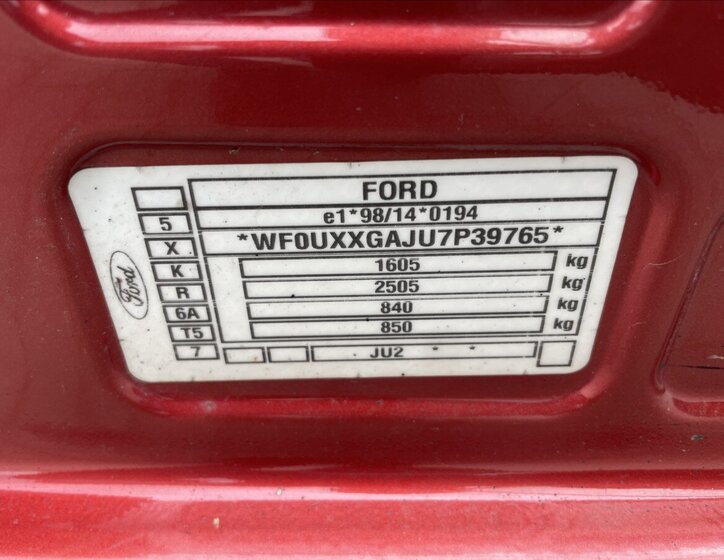 FORD
e1*98/14*0194
*WF0UXXGAJU7P39765*
1605 kg
2505 kg
840 kg
850 kg
JU2 * *
5
X
K
R
6A
T5
7
Ford